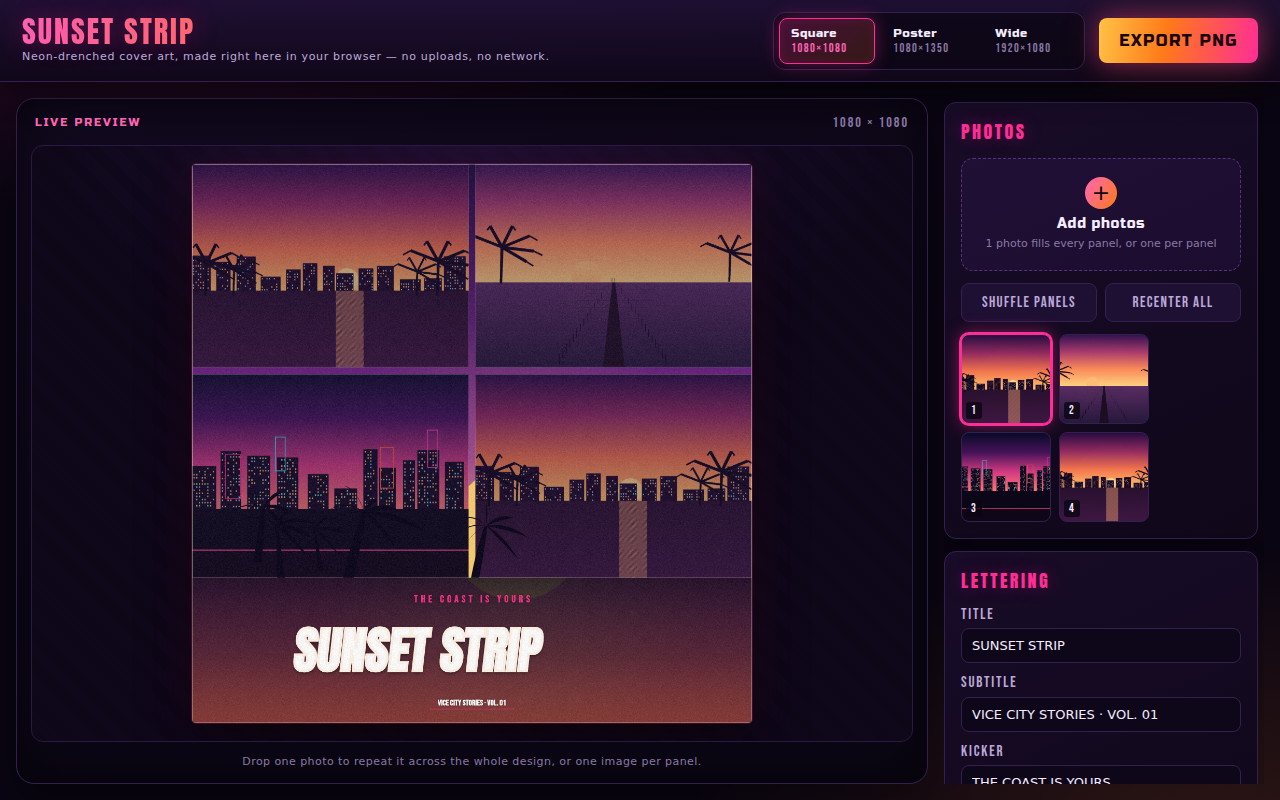 SUNSET STRIP
Neon-drenched cover art, made right here in your browser — no uploads, no network.
Square
1080×1080
Poster
1080×1350
Wide
1920×1080
EXPORT PNG
LIVE PREVIEW
1080 × 1080
THE COAST IS YOURS
SUNSET STRIP
VICE CITY STORIES · VOL. 01
Drop one photo to repeat it across the whole design, or one image per panel.
PHOTOS
+
Add photos
1 photo fills every panel, or one per panel
SHUFFLE PANELS
RECENTER ALL
1
2
3
4
LETTERING
TITLE
SUNSET STRIP
SUBTITLE
VICE CITY STORIES · VOL. 01
KICKER
THE COAST IS YOURS